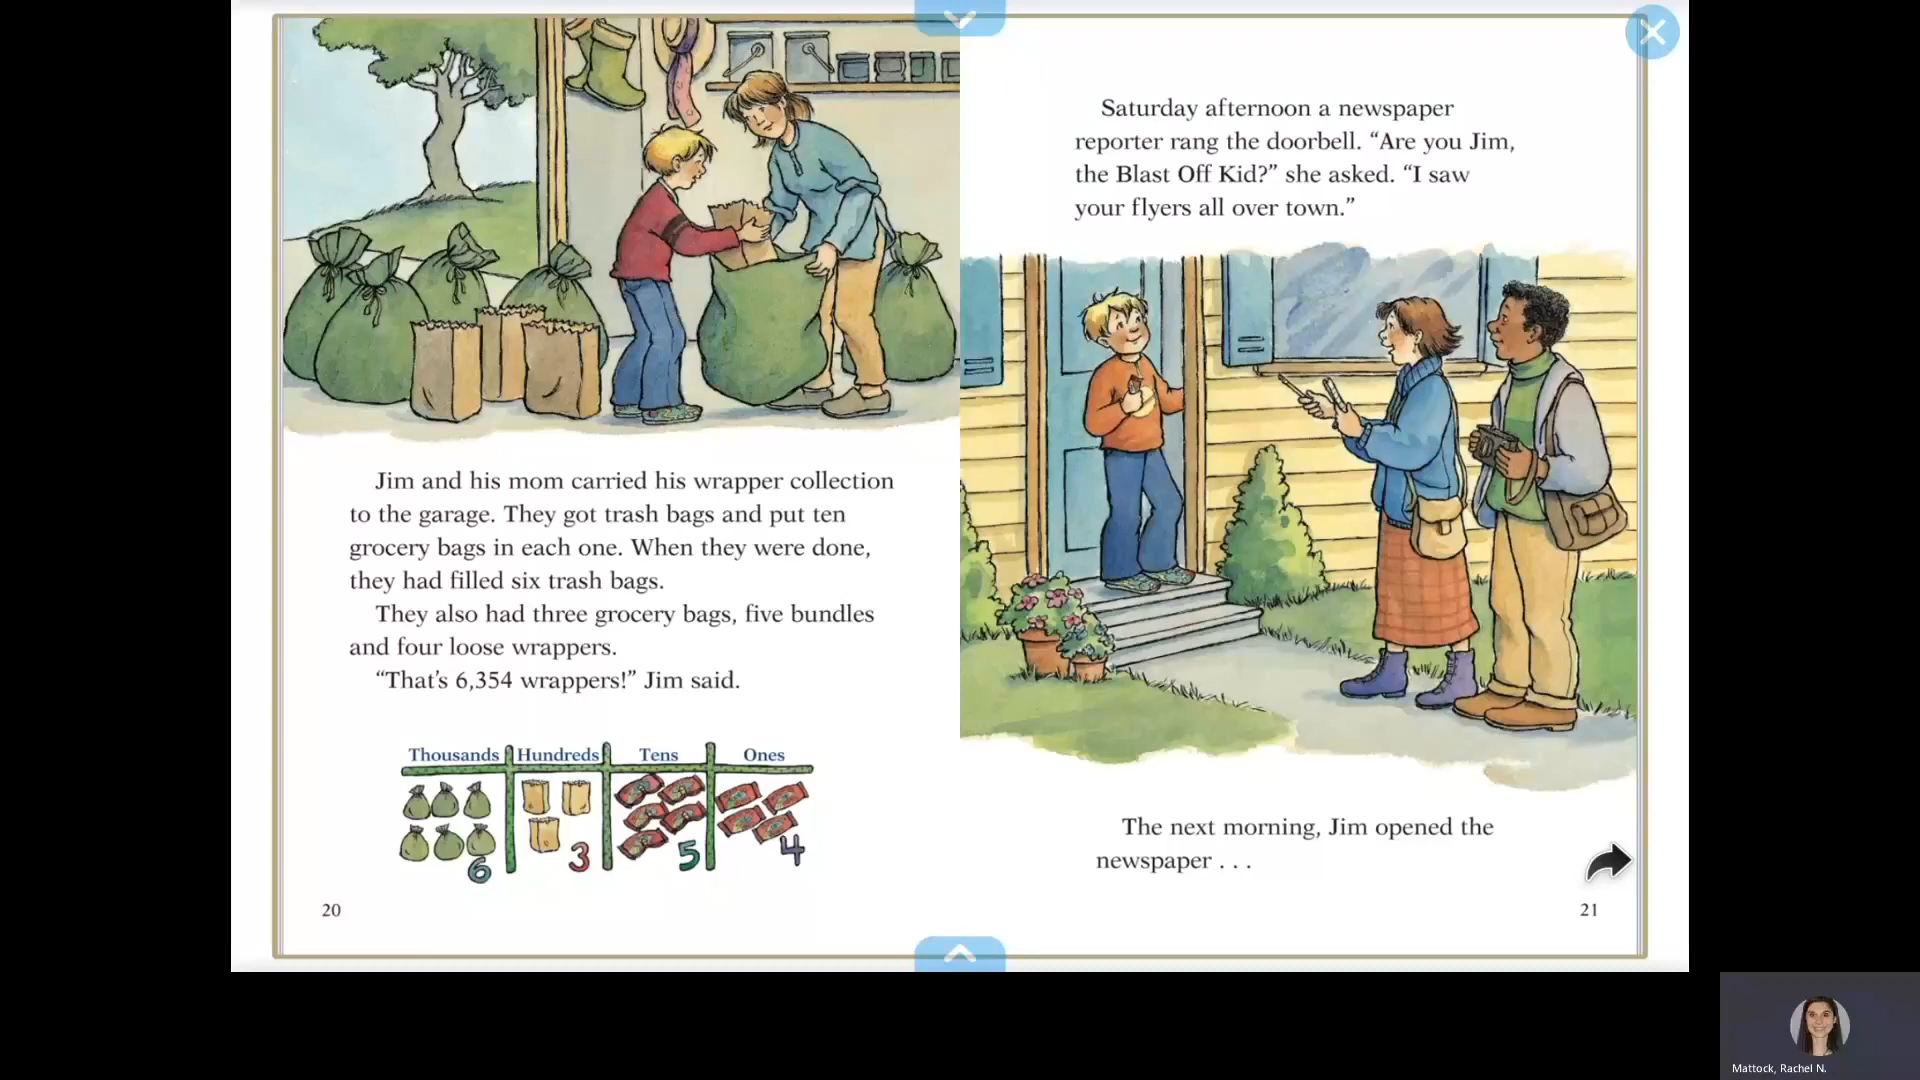 Jim and his mom carried his wrapper collection
to the garage. They got trash bags and put ten
grocery bags in each one. When they were done,
they had filled six trash bags.
They also had three grocery bags, five bundles
and four loose wrappers.
“That’s 6,354 wrappers!” Jim said.
Thousands Hundreds Tens Ones
6 3 5 4
20
Saturday afternoon a newspaper
reporter rang the doorbell. “Are you Jim,
the Blast Off Kid?” she asked. “I saw
your flyers all over town.”
The next morning, Jim opened the
newspaper . . .
21
Mattock, Rachel N.